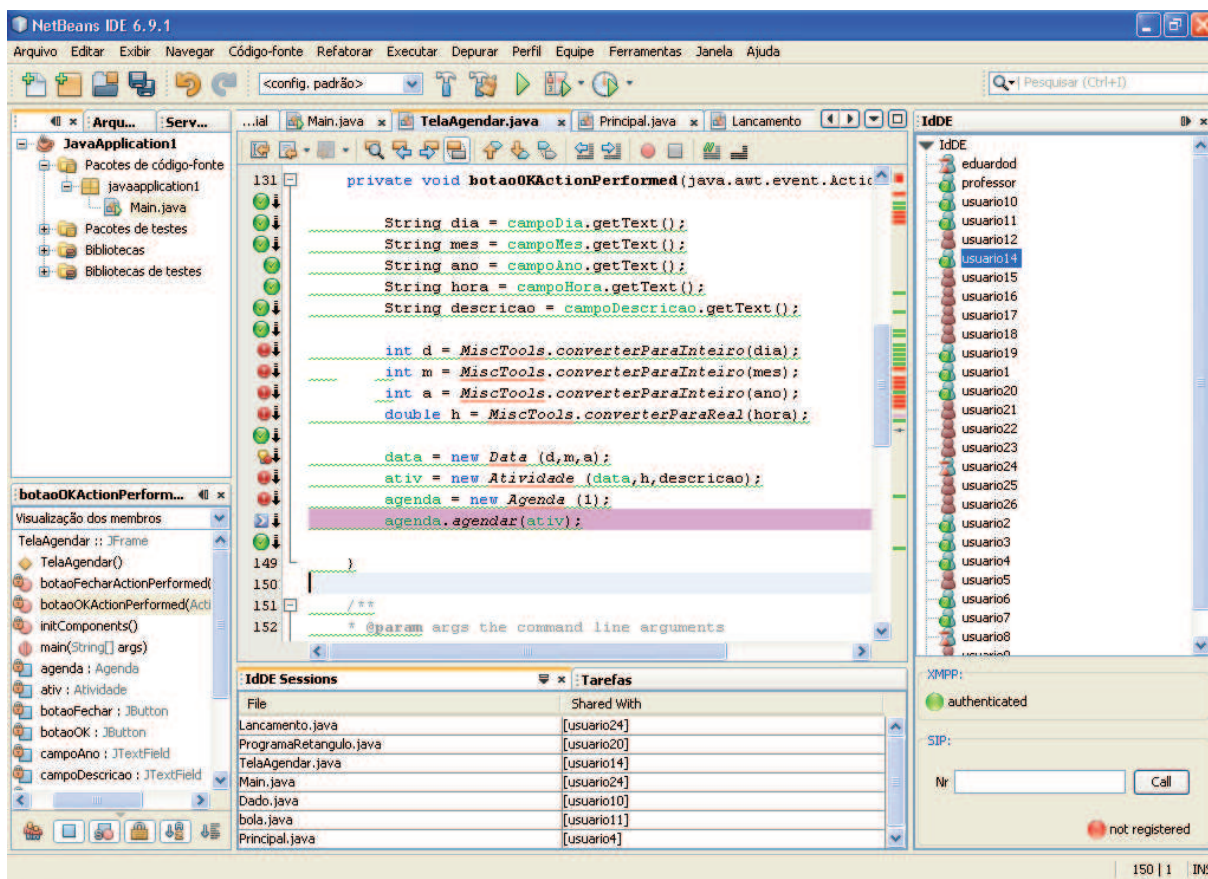 NetBeans IDE 6.9.1
Arquivo Editar Exibir Navegar Código-fonte Refatorar Executar Depurar Perfil Equipe Ferramentas Janela Ajuda
<config. padrão>
Pesquisar (Ctrl+I)
Arqu... Serv...
JavaApplication1
Pacotes de código-fonte
javaapplication1
Main.java
Pacotes de testes
Bibliotecas
Bibliotecas de testes
...ial Main.java TelaAgendar.java Principal.java Lancamento
131 private void botaoOKActionPerformed(java.awt.event.Actio
String dia = campoDia.getText();
String mes = campoMes.getText();
String ano = campoAno.getText();
String hora = campoHora.getText();
String descricao = campoDescricao.getText();
int d = MiscTools.converterParaInteiro(dia);
int m = MiscTools.converterParaInteiro(mes);
int a = MiscTools.converterParaInteiro(ano);
double h = MiscTools.converterParaReal(hora);
data = new Data (d,m,a);
ativ = new Atividade (data,h,descricao);
agenda = new Agenda (1);
agenda.agendar(ativ);
149 }
150
151 /**
152 * @param args the command line arguments
botaoOKActionPerform...
Visualização dos membros
TelaAgendar :: JFrame
TelaAgendar()
botaoFecharActionPerformed(
botaoOKActionPerformed(Acti
initComponents()
main(String[] args)
agenda : Agenda
ativ : Atividade
botaoFechar : JButton
botaoOK : JButton
campoAno : JTextField
campoDescricao : JTextField
IdDE Sessions Tarefas
File Shared With
Lancamento.java [usuario24]
ProgramaRetangulo.java [usuario20]
TelaAgendar.java [usuario14]
Main.java [usuario24]
Dado.java [usuario10]
bola.java [usuario11]
Principal.java [usuario4]
IdDE
IdDE
eduardod
professor
usuario10
usuario11
usuario12
usuario14
usuario15
usuario16
usuario17
usuario18
usuario19
usuario1
usuario20
usuario21
usuario22
usuario23
usuario24
usuario25
usuario26
usuario2
usuario3
usuario4
usuario5
usuario6
usuario7
usuario8
usuario9
XMPP:
authenticated
SIP:
Nr Call
not registered
150 | 1 INS